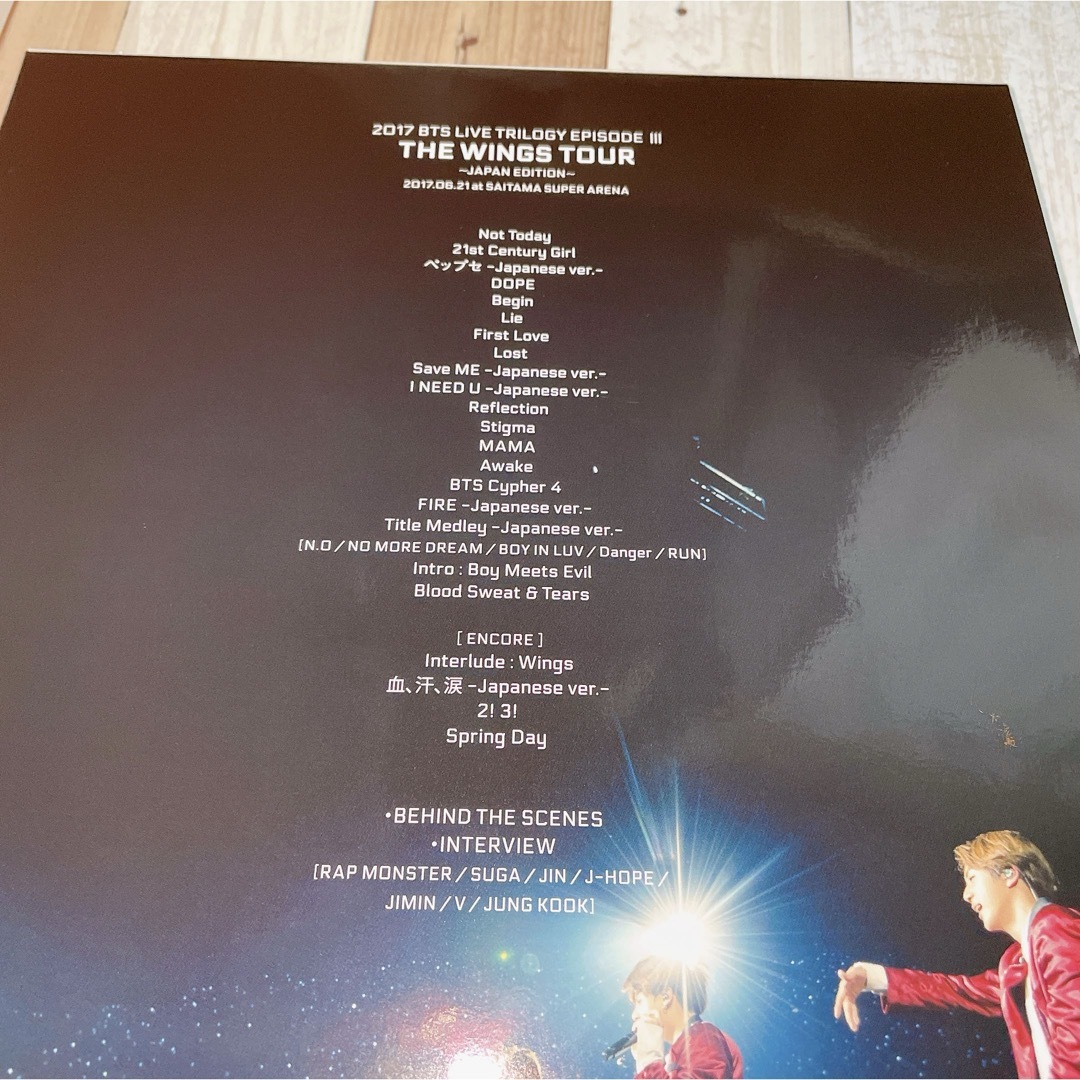 2017 BTS LIVE TRILOGY EPISODE III
THE WINGS TOUR
~JAPAN EDITION~
2017.06.21 at SAITAMA SUPER ARENA
Not Today
21st Century Girl
ペップセ -Japanese ver.-
DOPE
Begin
Lie
First Love
Lost
Save ME -Japanese ver.-
I NEED U -Japanese ver.-
Reflection
Stigma
MAMA
Awake
BTS Cypher 4
FIRE -Japanese ver.-
Title Medley -Japanese ver.-
[N.O / NO MORE DREAM / BOY IN LUV / Danger / RUN]
Intro : Boy Meets Evil
Blood Sweat & Tears
[ ENCORE ]
Interlude : Wings
血、汗、涙 -Japanese ver.-
2! 3!
Spring Day
•BEHIND THE SCENES
•INTERVIEW
[RAP MONSTER / SUGA / JIN / J-HOPE /
JIMIN / V / JUNG KOOK]